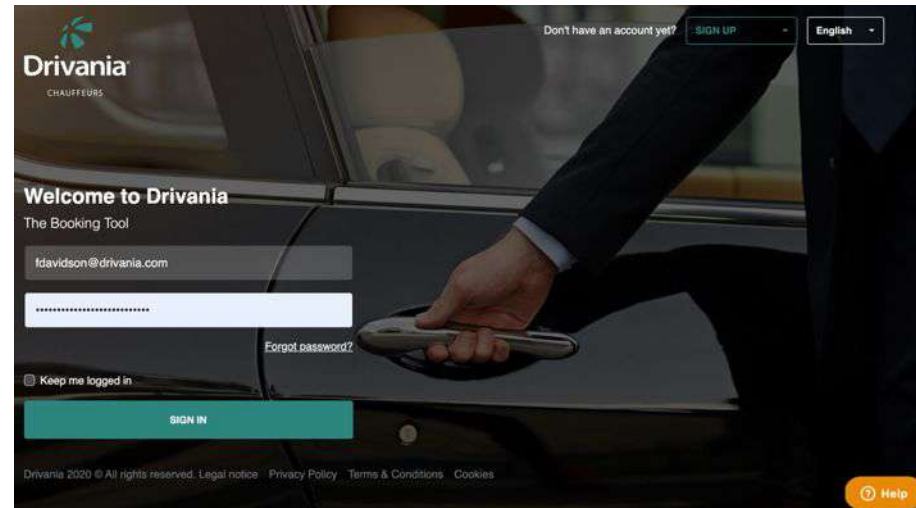 Drivania
CHAUFFEURS
Don't have an account yet?
SIGN UP
English
Welcome to Drivania
The Booking Tool
fdavidson@drivania.com
Forgot password?
Keep me logged in
SIGN IN
Drivania 2020 © All rights reserved. Legal notice Privacy Policy Terms & Conditions Cookies
Help